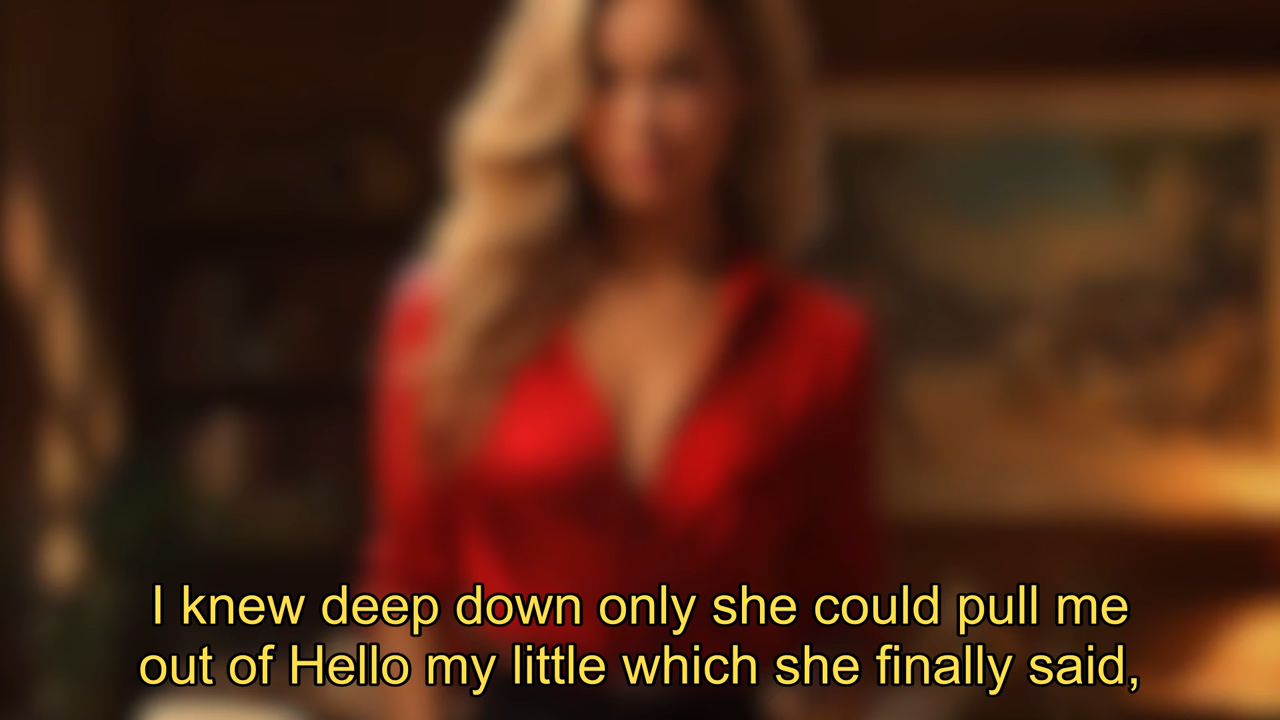 I knew deep down only she could pull me
out of Hello my little which she finally said,